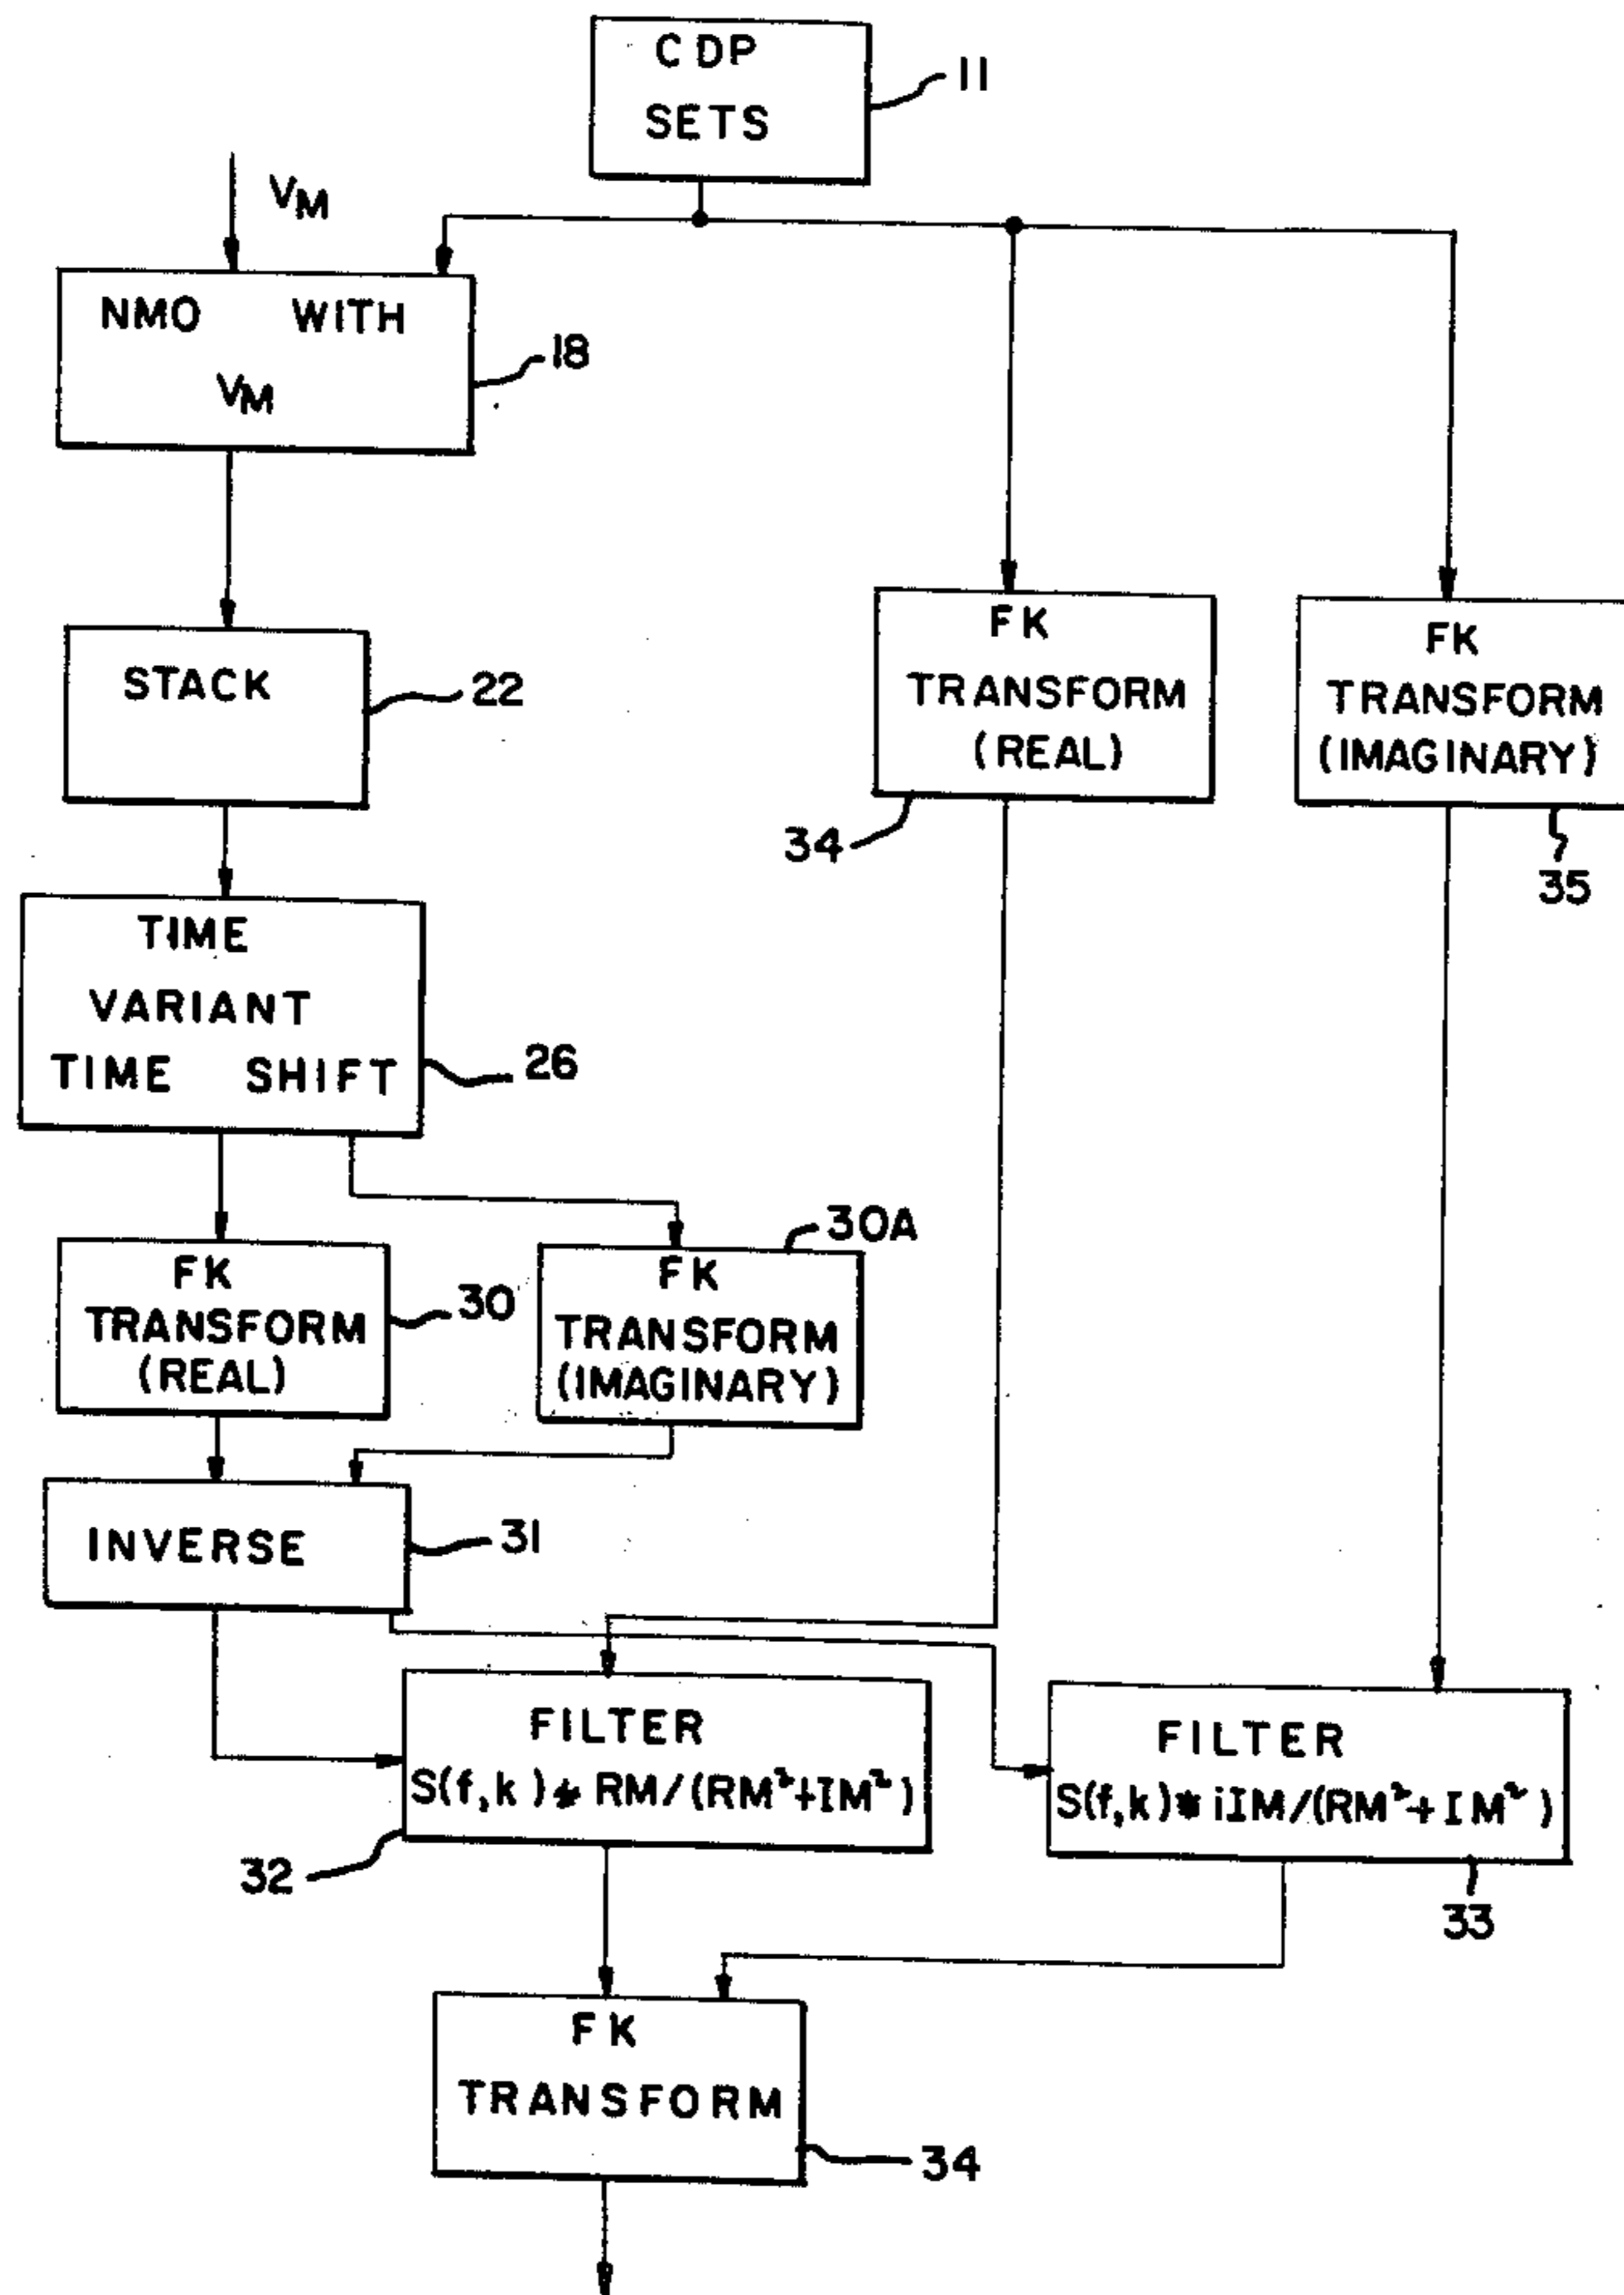 CDP
SETS
11
VM
NMO WITH
VM
18
STACK
22
FK
TRANSFORM
(REAL)
34
FK
TRANSFORM
(IMAGINARY)
35
TIME
VARIANT
TIME SHIFT
26
FK
TRANSFORM
(REAL)
30
30A
FK
TRANSFORM
(IMAGINARY)
INVERSE
31
FILTER
S(f,k)* RM/(RM²+IM²)
32
FILTER
S(f,k)* iIM/(RM²+IM²)
33
FK
TRANSFORM
34